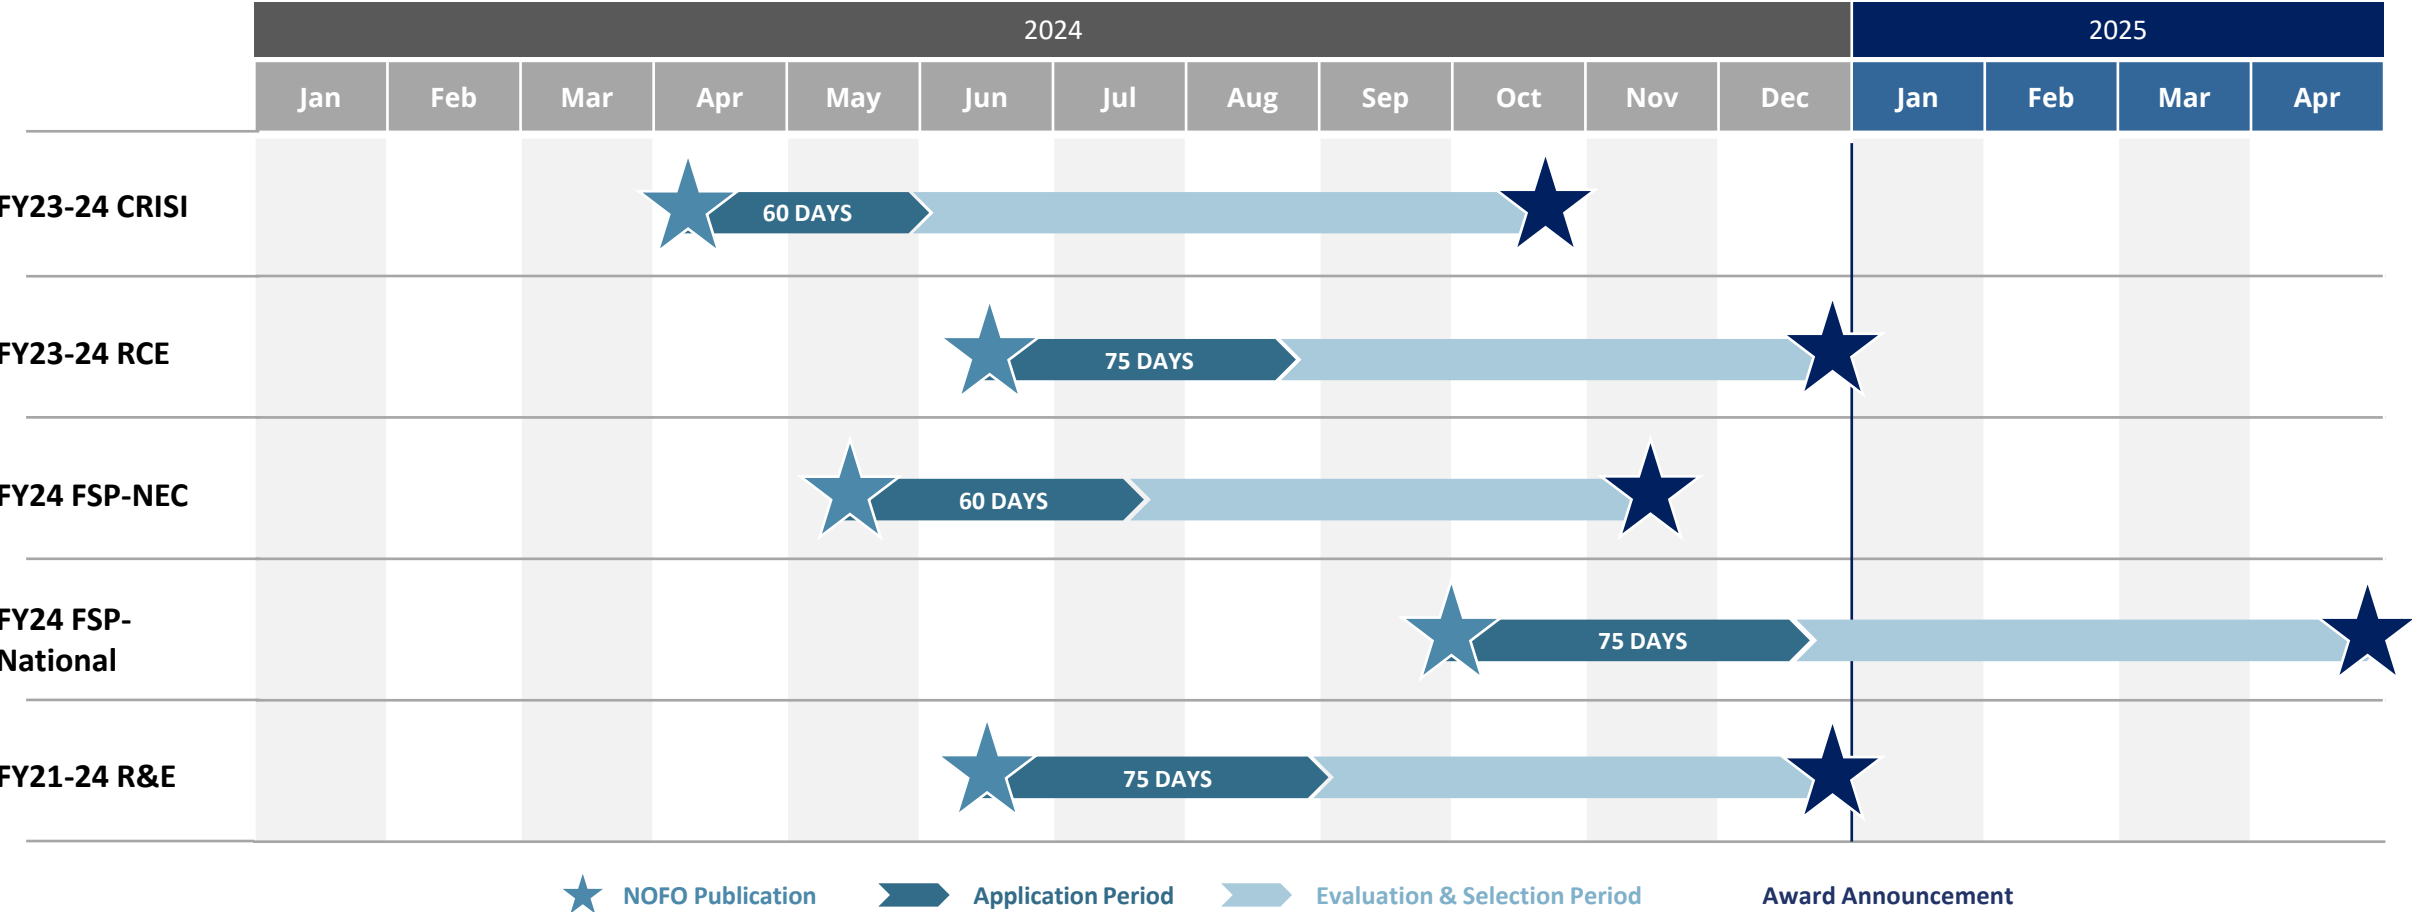 2024
2025
Jan
Feb
Mar
Apr
May
Jun
Jul
Aug
Sep
Oct
Nov
Dec
Jan
Feb
Mar
Apr
FY23-24 CRISI
60 DAYS
FY23-24 RCE
75 DAYS
FY24 FSP-NEC
60 DAYS
FY24 FSP-
National
75 DAYS
FY21-24 R&E
75 DAYS
NOFO Publication
Application Period
Evaluation & Selection Period
Award Announcement